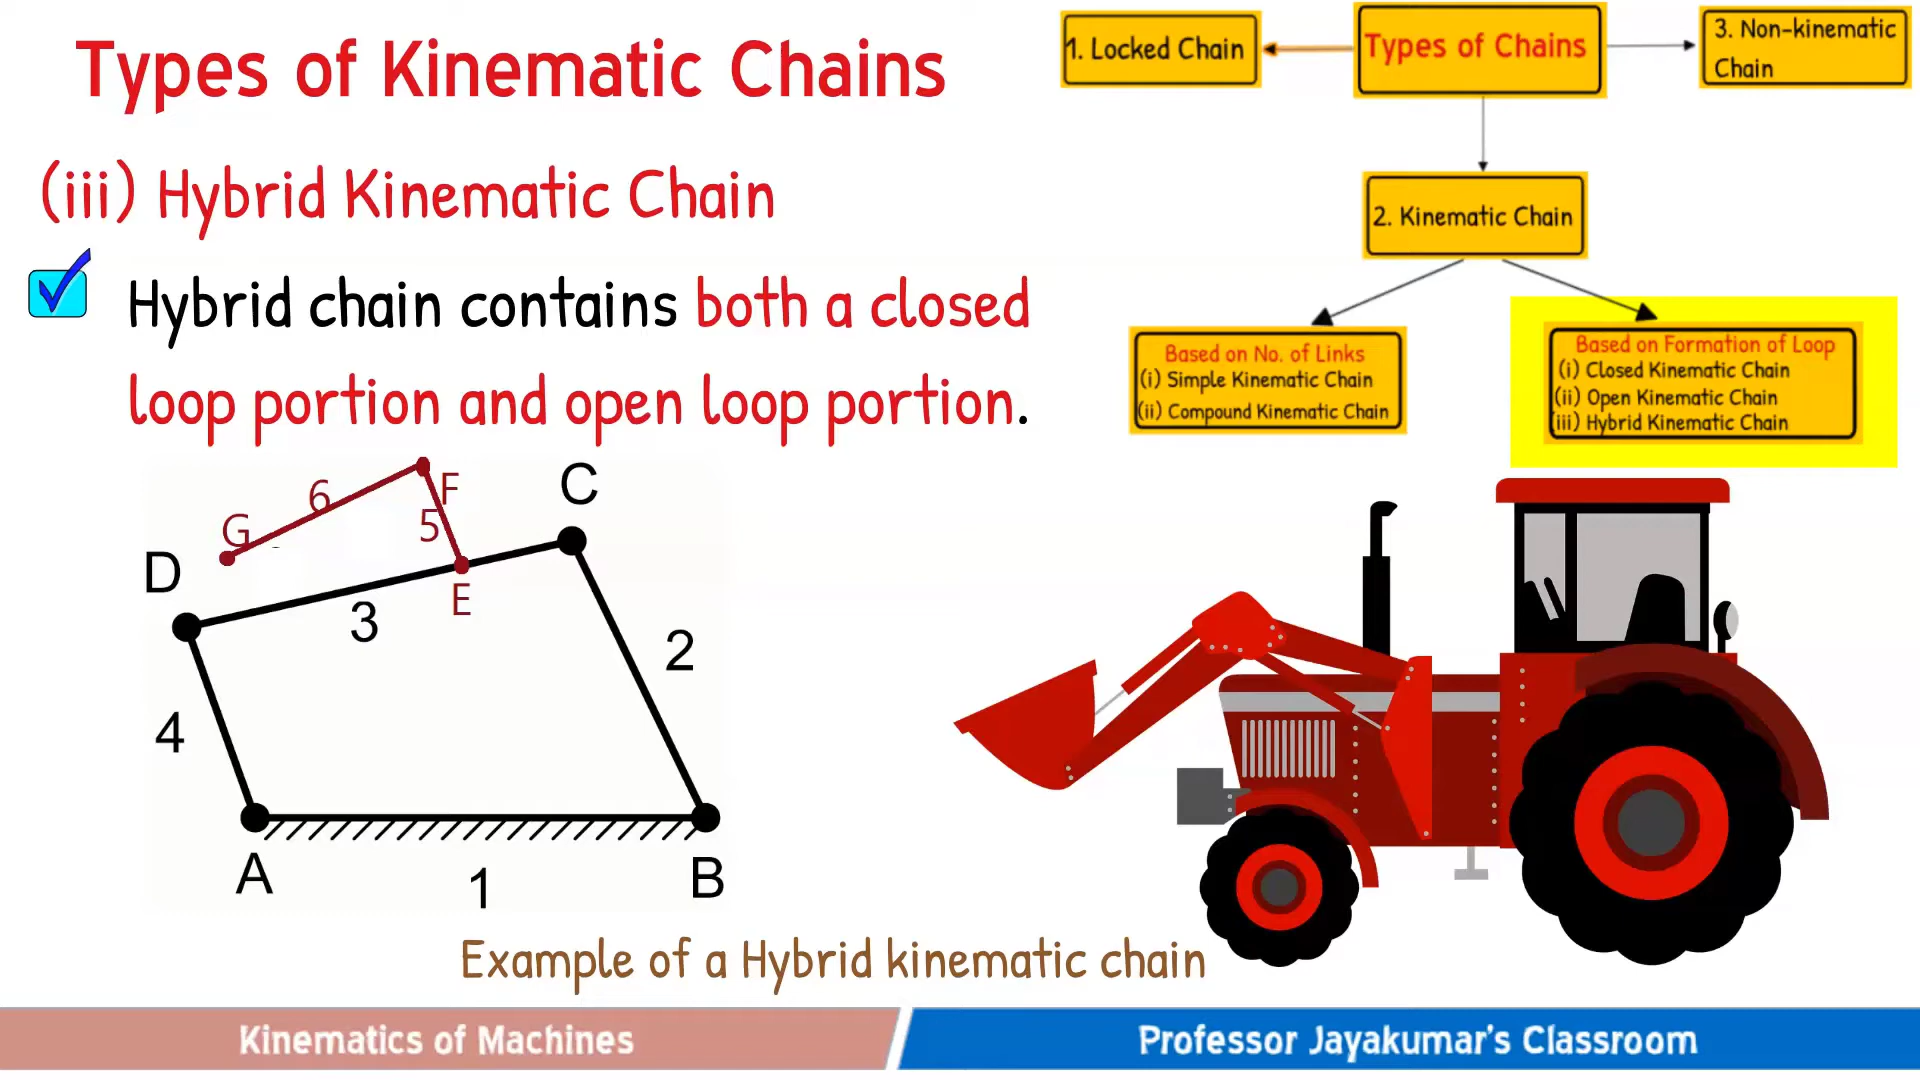 Types of Kinematic Chains
(iii) Hybrid Kinematic Chain
Hybrid chain contains both a closed
loop portion and open loop portion.
1. Locked Chain
Types of Chains
3. Non-kinematic
Chain
2. Kinematic Chain
Based on No. of Links
(i) Simple Kinematic Chain
(ii) Compound Kinematic Chain
Based on Formation of Loop
(i) Closed Kinematic Chain
(ii) Open Kinematic Chain
(iii) Hybrid Kinematic Chain
F
C
6
G
5
D
E
3
2
4
A
1
B
Example of a Hybrid kinematic chain
Kinematics of Machines
Professor Jayakumar's Classroom